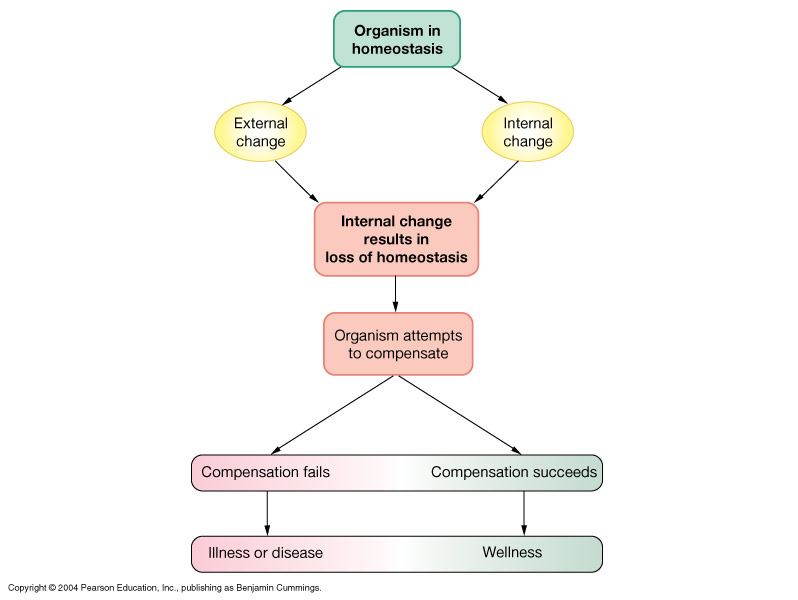 Organism in
homeostasis
External
change
Internal
change
Internal change
results in
loss of homeostasis
Organism attempts
to compensate
Compensation fails
Compensation succeeds
Illness or disease
Wellness
Copyright © 2004 Pearson Education, Inc., publishing as Benjamin Cummings.